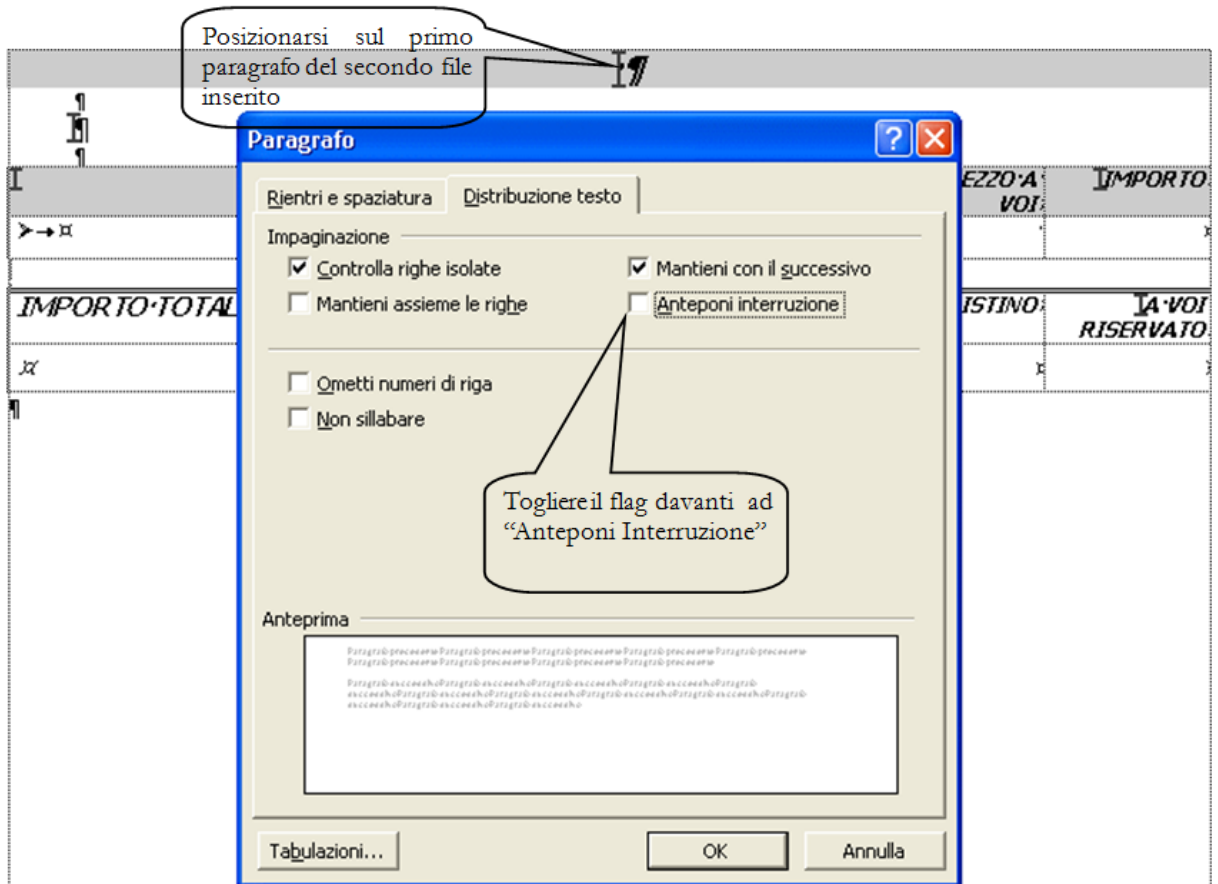 Posizionarsi sul primo
paragrafo del secondo file
inserito
¶
¶
¶
¶
Paragrafo
EZZO·A·
VOI
IMPORTO
Rientri e spaziatura
Distribuzione testo
Impaginazione
Controlla righe isolate
Mantieni con il successivo
Mantieni assieme le righe
Anteponi interruzione
IMPORTO·TOTAL
ISTINO
A·VOI
RISERVATO
Ometti numeri di riga
Non sillabare
¶
Togliere il flag davanti ad
“Anteponi Interruzione”
Anteprima
Tabulazioni...
OK
Annulla